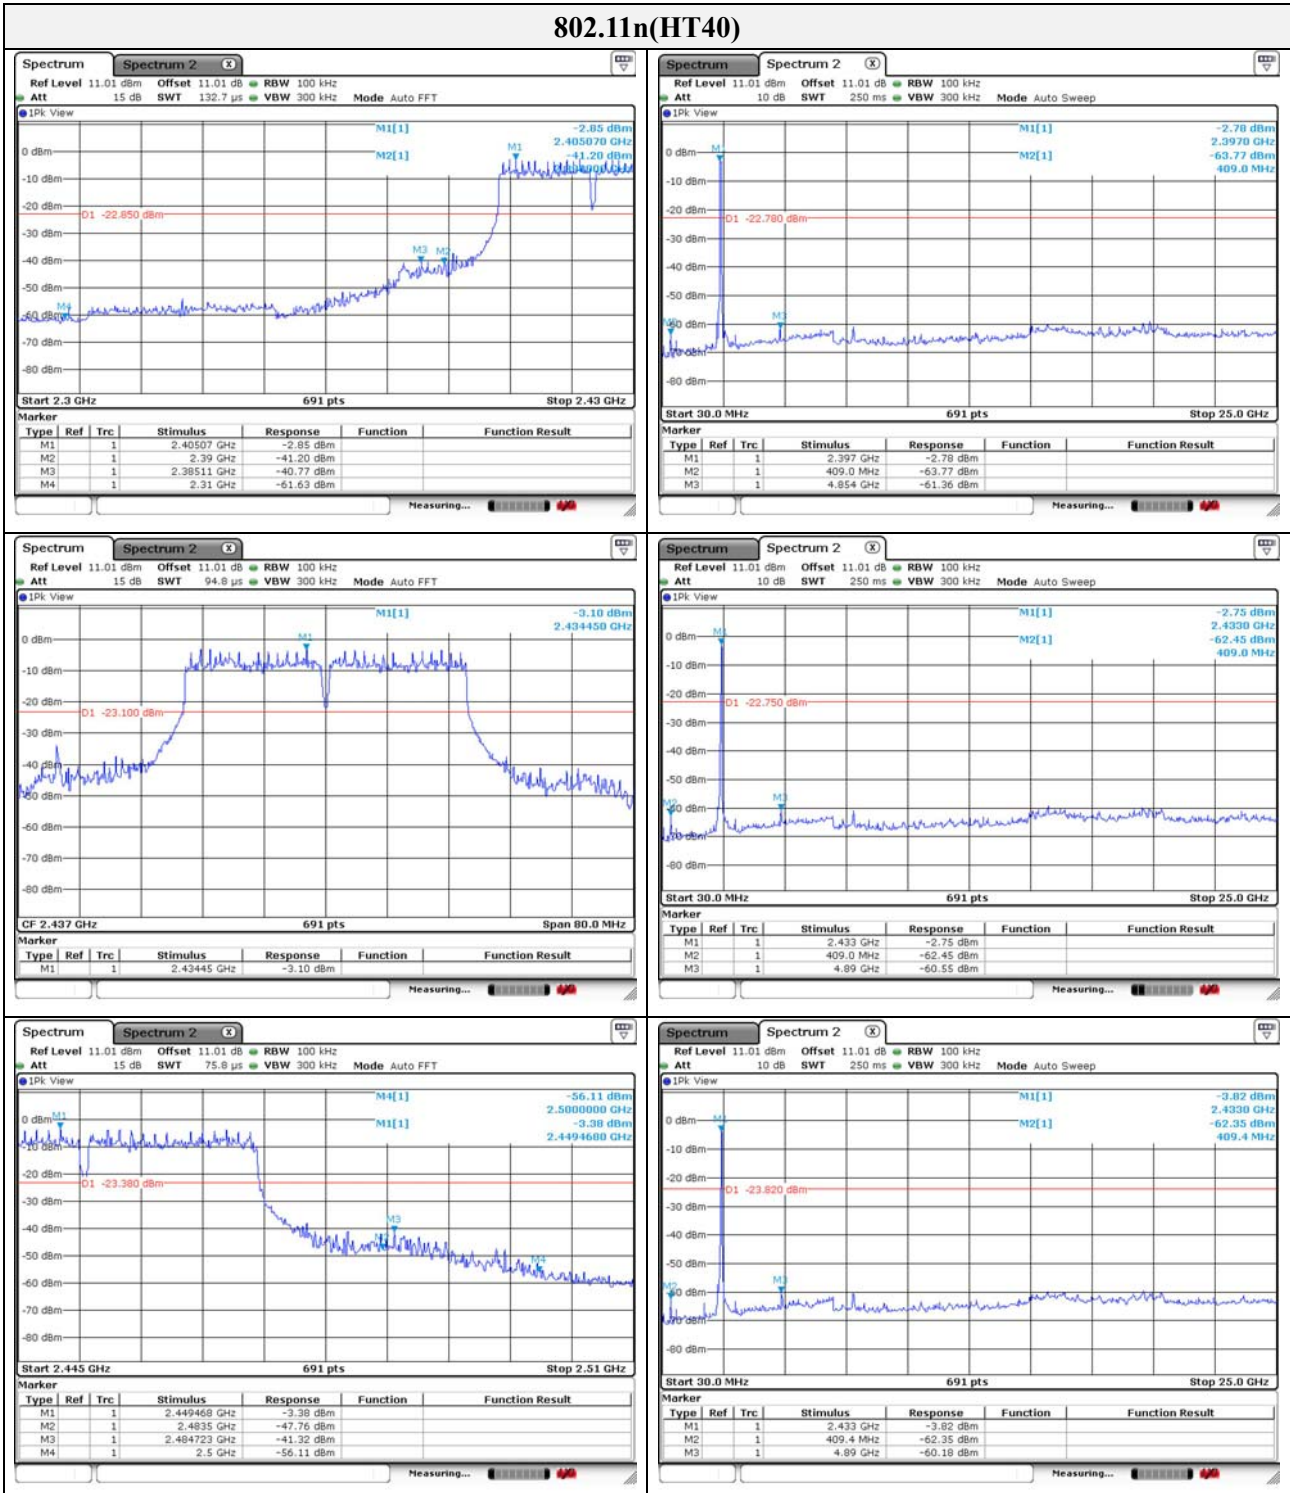 802.11n(HT40)
Spectrum Spectrum 2 X
Ref Level 11.01 dBm Offset 11.01 dB RBW 100 kHz
Att 15 dB SWT 132.7 µs VBW 300 kHz Mode Auto FFT
1Pk View
M1[1] -2.85 dBm
2.405070 GHz
M2[1] -41.20 dBm
M1
0 dBm
-10 dBm
-20 dBm
D1 -22.850 dBm
-30 dBm
-40 dBm
M3 M2
-50 dBm
M4
-60 dBm
-70 dBm
-80 dBm
Start 2.3 GHz 691 pts Stop 2.43 GHz
Marker
Type Ref Trc Stimulus Response Function Function Result
M1 1 2.40507 GHz -2.85 dBm
M2 1 2.39 GHz -41.20 dBm
M3 1 2.38511 GHz -40.77 dBm
M4 1 2.31 GHz -61.63 dBm
Measuring...
Spectrum Spectrum 2 X
Ref Level 11.01 dBm Offset 11.01 dB RBW 100 kHz
Att 10 dB SWT 250 ms VBW 300 kHz Mode Auto Sweep
1Pk View
M1[1] -2.78 dBm
2.3970 GHz
M2[1] -63.77 dBm
409.0 MHz
0 dBm
-10 dBm
-20 dBm
D1 -22.780 dBm
-30 dBm
-40 dBm
-50 dBm
M3
-80 dBm
Start 30.0 MHz 691 pts Stop 25.0 GHz
Marker
Type Ref Trc Stimulus Response Function Function Result
M1 1 2.397 GHz -2.78 dBm
M2 1 409.0 MHz -63.77 dBm
M3 1 4.854 GHz -61.36 dBm
Measuring...
Spectrum Spectrum 2 X
Ref Level 11.01 dBm Offset 11.01 dB RBW 100 kHz
Att 15 dB SWT 94.8 µs VBW 300 kHz Mode Auto FFT
1Pk View
M1[1] -3.10 dBm
2.434450 GHz
M1
0 dBm
-10 dBm
-20 dBm
D1 -23.100 dBm
-30 dBm
-40 dBm
-50 dBm
-60 dBm
-70 dBm
-80 dBm
CF 2.437 GHz 691 pts Span 80.0 MHz
Marker
Type Ref Trc Stimulus Response Function Function Result
M1 1 2.43445 GHz -3.10 dBm
Measuring...
Spectrum Spectrum 2 X
Ref Level 11.01 dBm Offset 11.01 dB RBW 100 kHz
Att 10 dB SWT 250 ms VBW 300 kHz Mode Auto Sweep
1Pk View
M1[1] -2.75 dBm
2.4330 GHz
M2[1] -62.45 dBm
409.0 MHz
0 dBm
-10 dBm
-20 dBm
D1 -22.750 dBm
-30 dBm
-40 dBm
-50 dBm
M2 M3
-80 dBm
Start 30.0 MHz 691 pts Stop 25.0 GHz
Marker
Type Ref Trc Stimulus Response Function Function Result
M1 1 2.433 GHz -2.75 dBm
M2 1 409.0 MHz -62.45 dBm
M3 1 4.89 GHz -60.55 dBm
Measuring...
Spectrum Spectrum 2 X
Ref Level 11.01 dBm Offset 11.01 dB RBW 100 kHz
Att 15 dB SWT 75.8 µs VBW 300 kHz Mode Auto FFT
1Pk View
M4[1] -56.11 dBm
2.5000000 GHz
M1[1] -3.38 dBm
2.4494680 GHz
M1
0 dBm
-10 dBm
-20 dBm
D1 -23.380 dBm
-30 dBm
-40 dBm
M3
-50 dBm
M4
-60 dBm
-70 dBm
-80 dBm
Start 2.445 GHz 691 pts Stop 2.51 GHz
Marker
Type Ref Trc Stimulus Response Function Function Result
M1 1 2.449468 GHz -3.38 dBm
M2 1 2.4835 GHz -47.76 dBm
M3 1 2.484723 GHz -41.32 dBm
M4 1 2.5 GHz -56.11 dBm
Measuring...
Spectrum Spectrum 2 X
Ref Level 11.01 dBm Offset 11.01 dB RBW 100 kHz
Att 10 dB SWT 250 ms VBW 300 kHz Mode Auto Sweep
1Pk View
M1[1] -3.82 dBm
2.4330 GHz
M2[1] -62.35 dBm
409.4 MHz
0 dBm
-10 dBm
-20 dBm
D1 -23.820 dBm
-30 dBm
-40 dBm
-50 dBm
M2 M3
-80 dBm
Start 30.0 MHz 691 pts Stop 25.0 GHz
Marker
Type Ref Trc Stimulus Response Function Function Result
M1 1 2.433 GHz -3.82 dBm
M2 1 409.4 MHz -62.35 dBm
M3 1 4.89 GHz -60.18 dBm
Measuring...